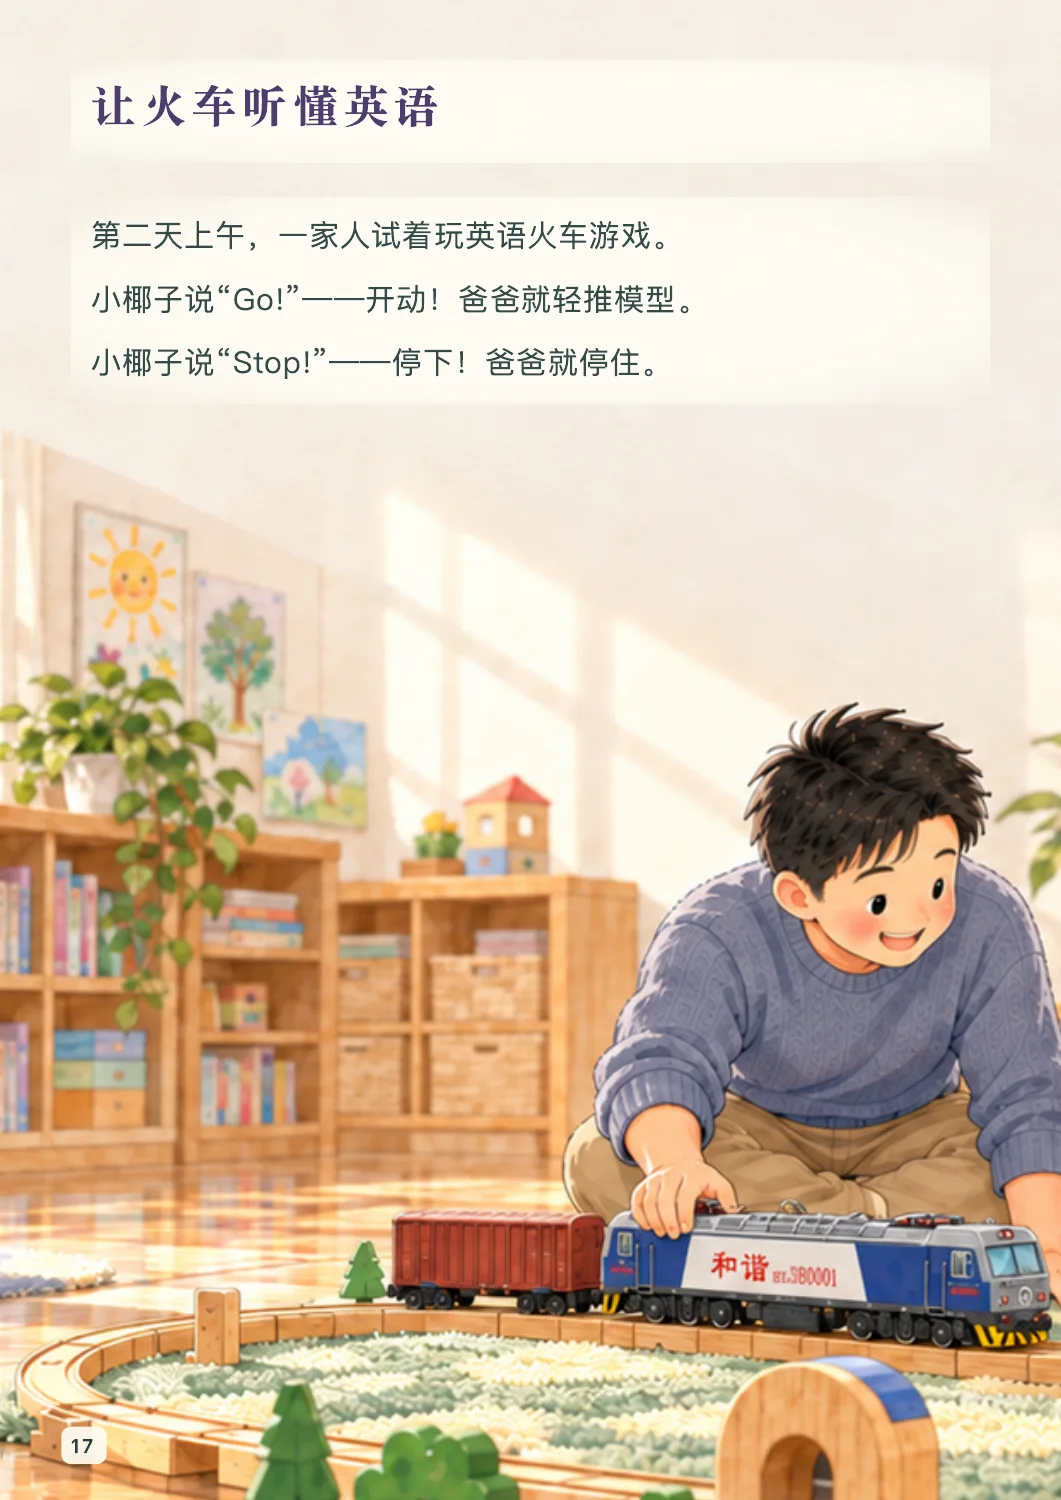 让火车听懂英语
第二天上午，一家人试着玩英语火车游戏。
小椰子说“Go!”——开动！爸爸就轻推模型。
小椰子说“Stop!”——停下！爸爸就停住。
和谐
17